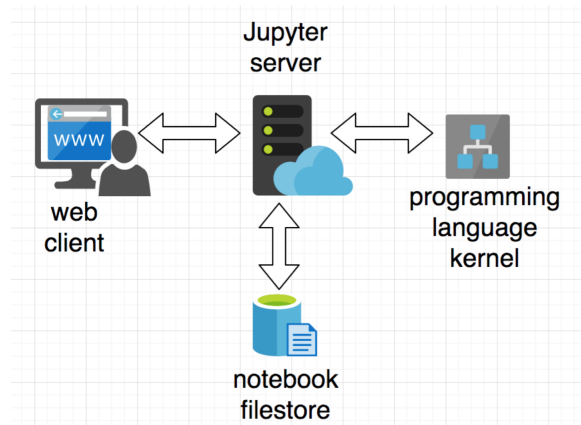 Jupyter
server
www
web
client
programming
language
kernel
notebook
filestore